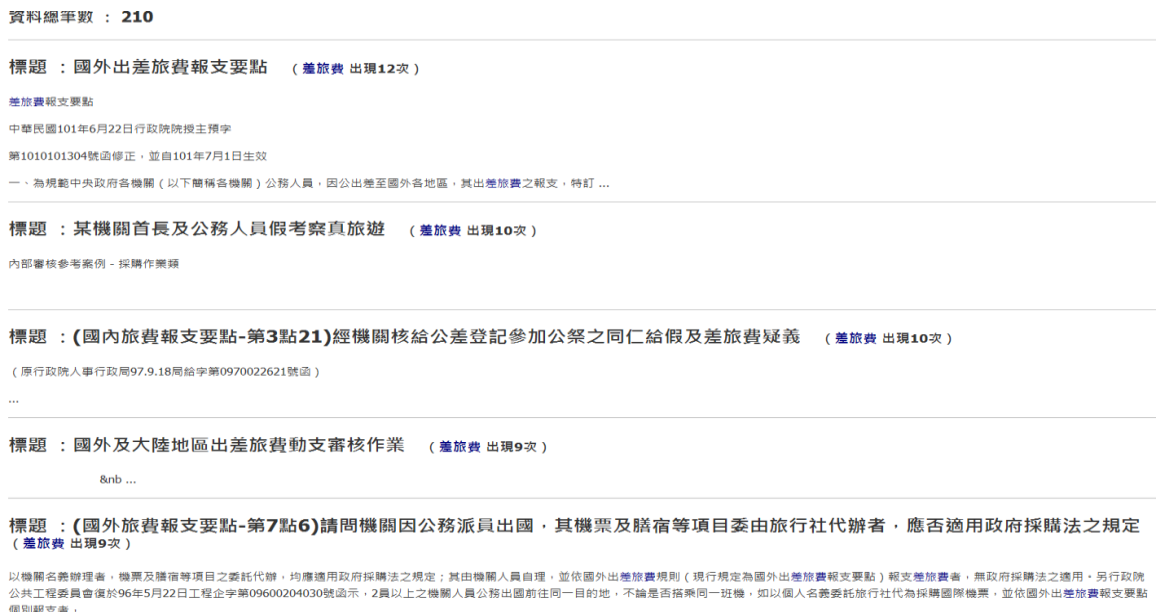 資料總筆數 ： 210
標題 ：國外出差旅費報支要點 （差旅費 出現12次）
差旅費報支要點
中華民國101年6月22日行政院院授主預字
第1010101304號函修正，並自101年7月1日生效
一、為規範中央政府各機關（以下簡稱各機關）公務人員，因公出差至國外各地區，其出差旅費之報支，特訂 ...
標題 ：某機關首長及公務人員假考察真旅遊 （差旅費 出現10次）
內部審核參考案例 - 採購作業類
標題 ：(國內旅費報支要點-第3點21)經機關核給公差登記參加公祭之同仁給假及差旅費疑義 （差旅費 出現10次）
（原行政院人事行政局97.9.18局給字第0970022621號函）
...
標題 ：國外及大陸地區出差旅費動支審核作業 （差旅費 出現9次）
&nb ...
標題 ：(國外旅費報支要點-第7點6)請問機關因公務派員出國，其機票及膳宿等項目委由旅行社代辦者，應否適用政府採購法之規定
（差旅費 出現9次）
以機關名義辦理者，機票及膳宿等項目之委託代辦，均應適用政府採購法之規定；其由機關人員自理，並依國外出差旅費規則（現行規定為國外出差旅費報支要點）報支差旅費者，無政府採購法之適用。另行政院
公共工程委員會復於96年5月22日工程企字第09600204030號函示，2員以上之機關人員公務出國前往同一目的地，不論是否搭乘同一班機，如以個人名義委託旅行社代為採購國際機票，並依國外出差旅費報支要點
個別報支者，